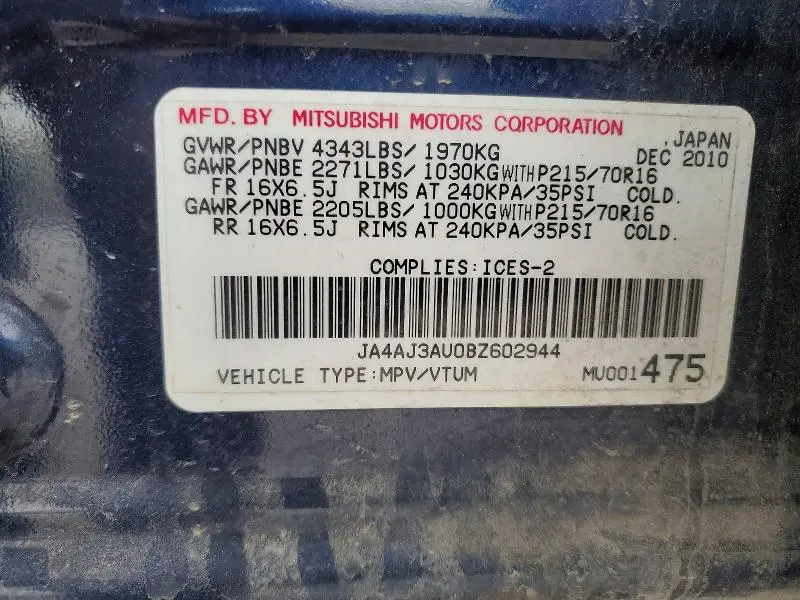 MFD. BY MITSUBISHI MOTORS CORPORATION
GVWR/PNBV 4343LBS/ 1970KG
JAPAN
DEC 2010
GAWR/PNBE 2271LBS/ 1030KG WITH P215/70R16
FR 16X6.5J RIMS AT 240KPA/35PSI COLD.
GAWR/PNBE 2205LBS/ 1000KG WITH P215/70R16
RR 16X6.5J RIMS AT 240KPA/35PSI COLD.
COMPLIES:ICES-2
JA4AJ3AU0BZ602944
VEHICLE TYPE:MPV/VTUM
MU001475